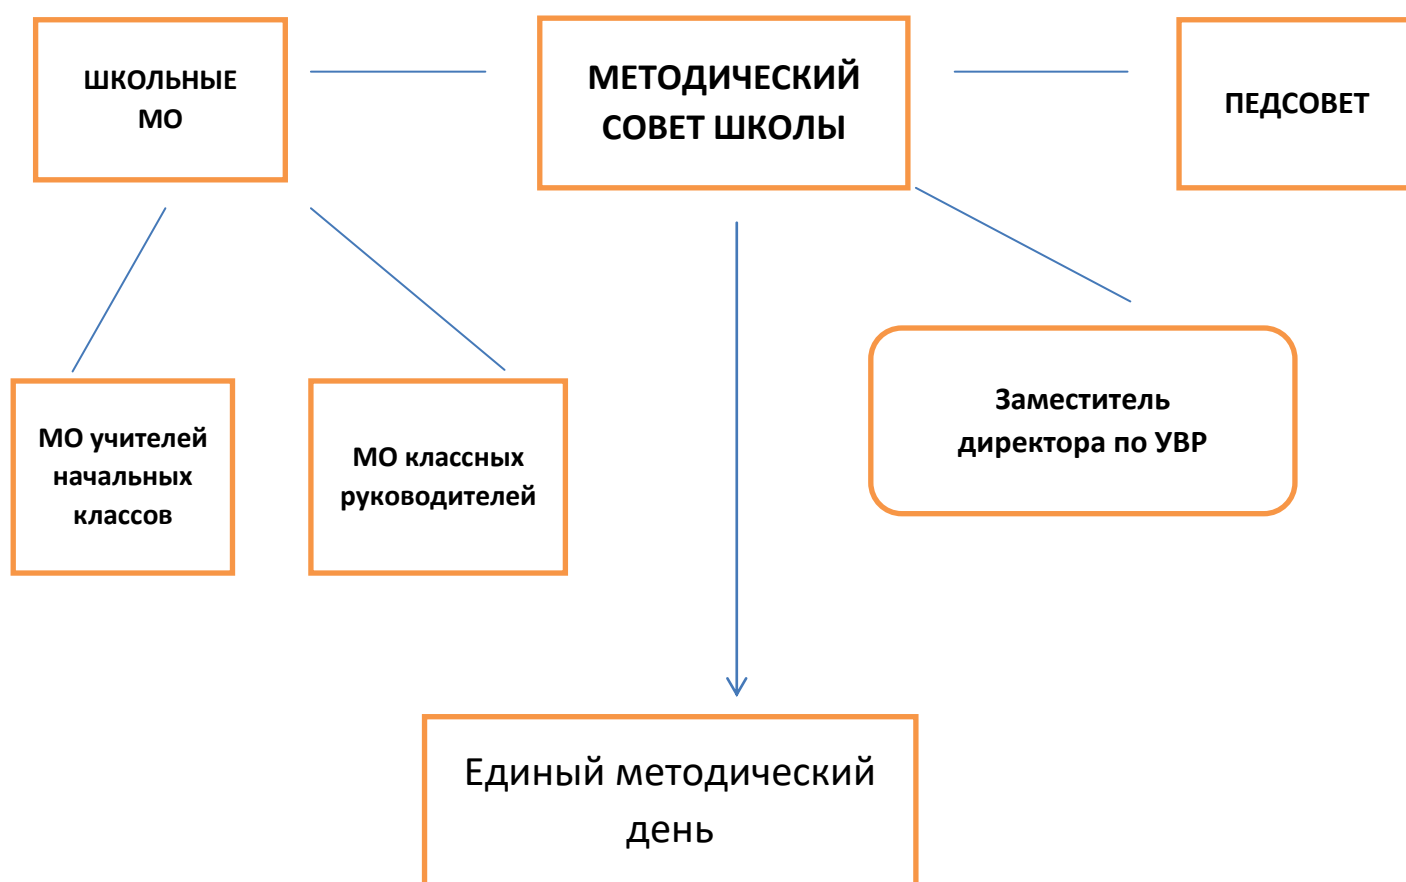 ШКОЛЬНЫЕ
МО
МЕТОДИЧЕСКИЙ
СОВЕТ ШКОЛЫ
ПЕДСОВЕТ
МО учителей
начальных
классов
МО классных
руководителей
Заместитель
директора по УВР
Единый методический
день